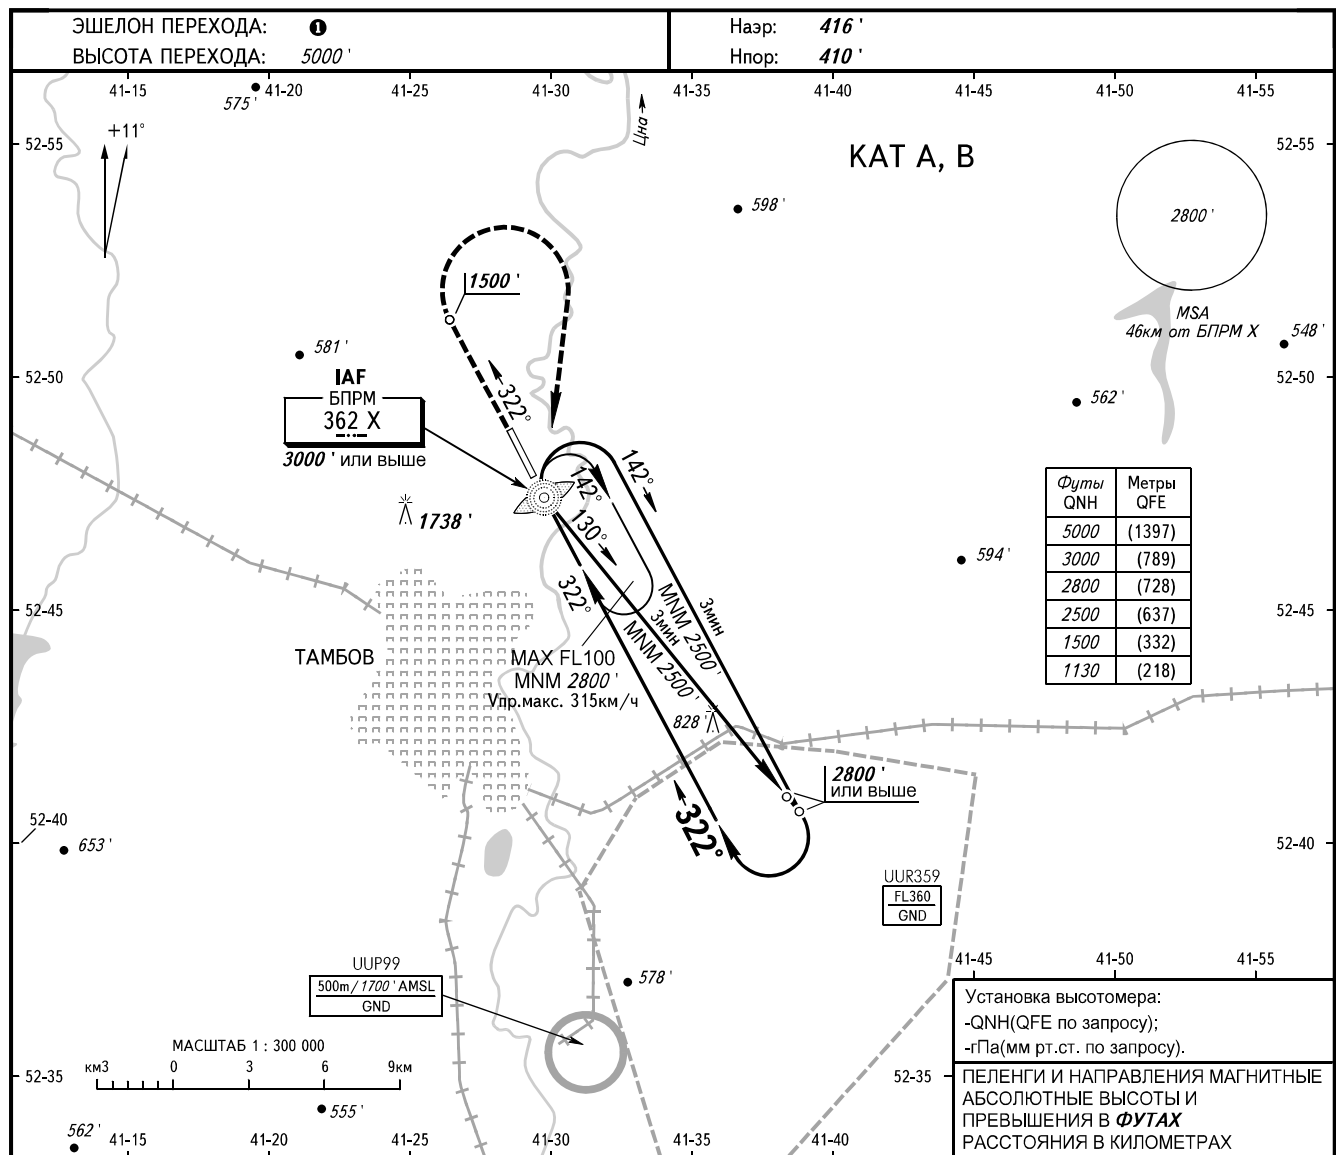 ЭШЕЛОН ПЕРЕХОДА: ❶
ВЫСОТА ПЕРЕХОДА: 5000 '
Наэр: 416 '
Нпор: 410 '
41-15 41-20 41-25 41-30 41-35 41-40 41-45 41-50 41-55
575 '
Цна
+11°
52-55
52-55
КАТ А, В
598 '
2800 '
MSA
46км от БПРМ X
548 '
1500 '
581 '
52-50
52-50
IAF
БПРМ
362 X
3000 ' или выше
562 '
322°
142°
142°
130°
1738 '
Футы Метры
QNH QFE
5000 (1397)
3000 (789)
2800 (728)
2500 (637)
1500 (332)
1130 (218)
594 '
52-45
52-45
322°
MNM 2500'
3мин
3мин
MNM 2500'
ТАМБОВ
MAX FL100
MNM 2800 '
Vпр.макс. 315км/ч
828 '
2800 '
или выше
322°
52-40
52-40
653 '
UUR359
FL360
GND
UUP99
500m/1700 ' AMSL
GND
578 '
41-45 41-50 41-55
МАСШТАБ 1 : 300 000
км3 0 3 6 9км
52-35
52-35
555 '
562 '
41-15 41-20 41-25 41-30 41-35 41-40
Установка высотомера:
-QNH(QFE по запросу);
-гПа(мм рт.ст. по запросу).
ПЕЛЕНГИ И НАПРАВЛЕНИЯ МАГНИТНЫЕ
АБСОЛЮТНЫЕ ВЫСОТЫ И
ПРЕВЫШЕНИЯ В ФУТАХ
РАССТОЯНИЯ В КИЛОМЕТРАХ